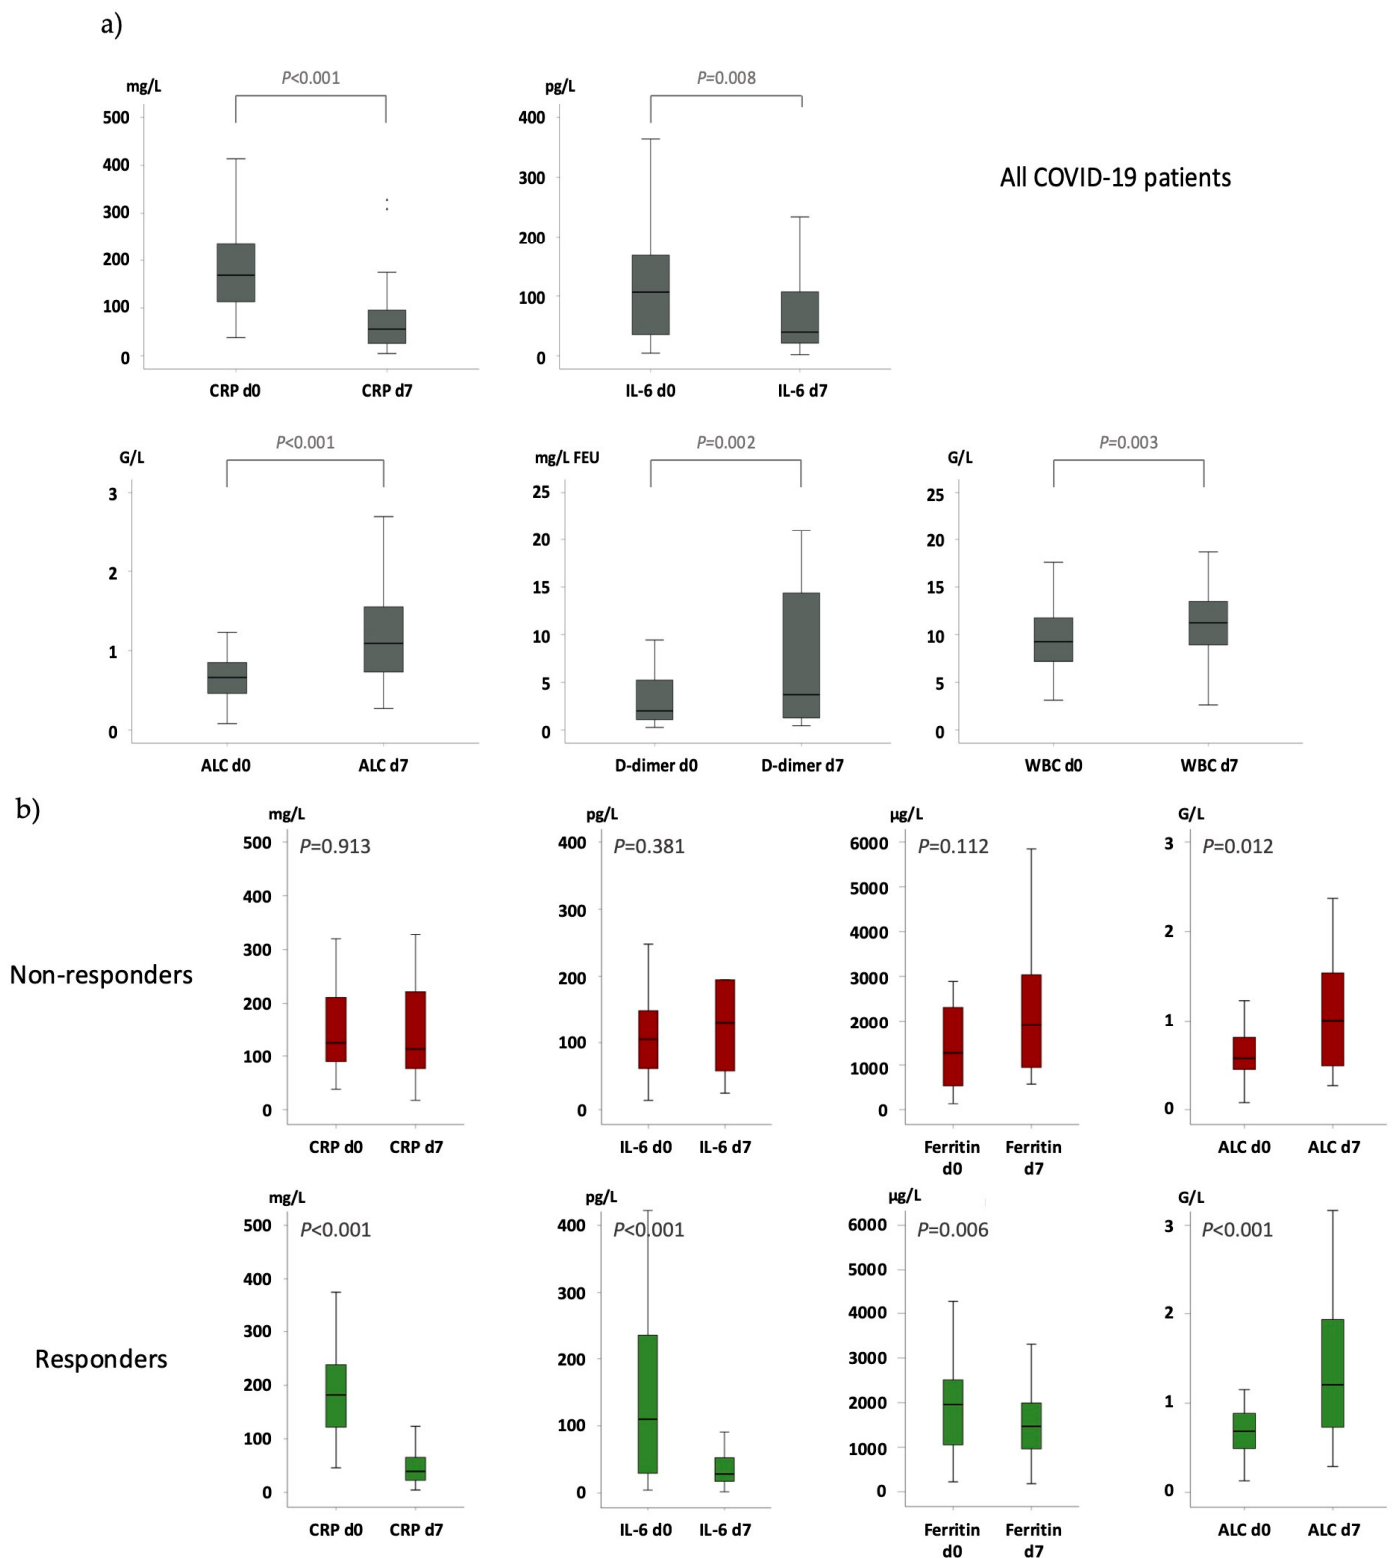 a)
P<0.001
P=0.008
mg/L
pg/L
500
400
300
200
100
0
400
300
200
100
0
All COVID-19 patients
CRP d0 CRP d7
IL-6 d0 IL-6 d7
P<0.001
P=0.002
P=0.003
G/L
mg/L FEU
G/L
3
2
1
0
25
20
15
10
5
0
25
20
15
10
5
0
ALC d0 ALC d7
D-dimer d0 D-dimer d7
WBC d0 WBC d7
b)
Non-responders
mg/L
P=0.913
500
400
300
200
100
0
CRP d0 CRP d7
pg/L
P=0.381
400
300
200
100
0
IL-6 d0 IL-6 d7
µg/L
P=0.112
6000
5000
4000
3000
2000
1000
0
Ferritin Ferritin
d0 d7
G/L
P=0.012
3
2
1
0
ALC d0 ALC d7
Responders
mg/L
P<0.001
500
400
300
200
100
0
CRP d0 CRP d7
pg/L
P<0.001
400
300
200
100
0
IL-6 d0 IL-6 d7
µg/L
P=0.006
6000
5000
4000
3000
2000
1000
0
Ferritin Ferritin
d0 d7
G/L
P<0.001
3
2
1
0
ALC d0 ALC d7